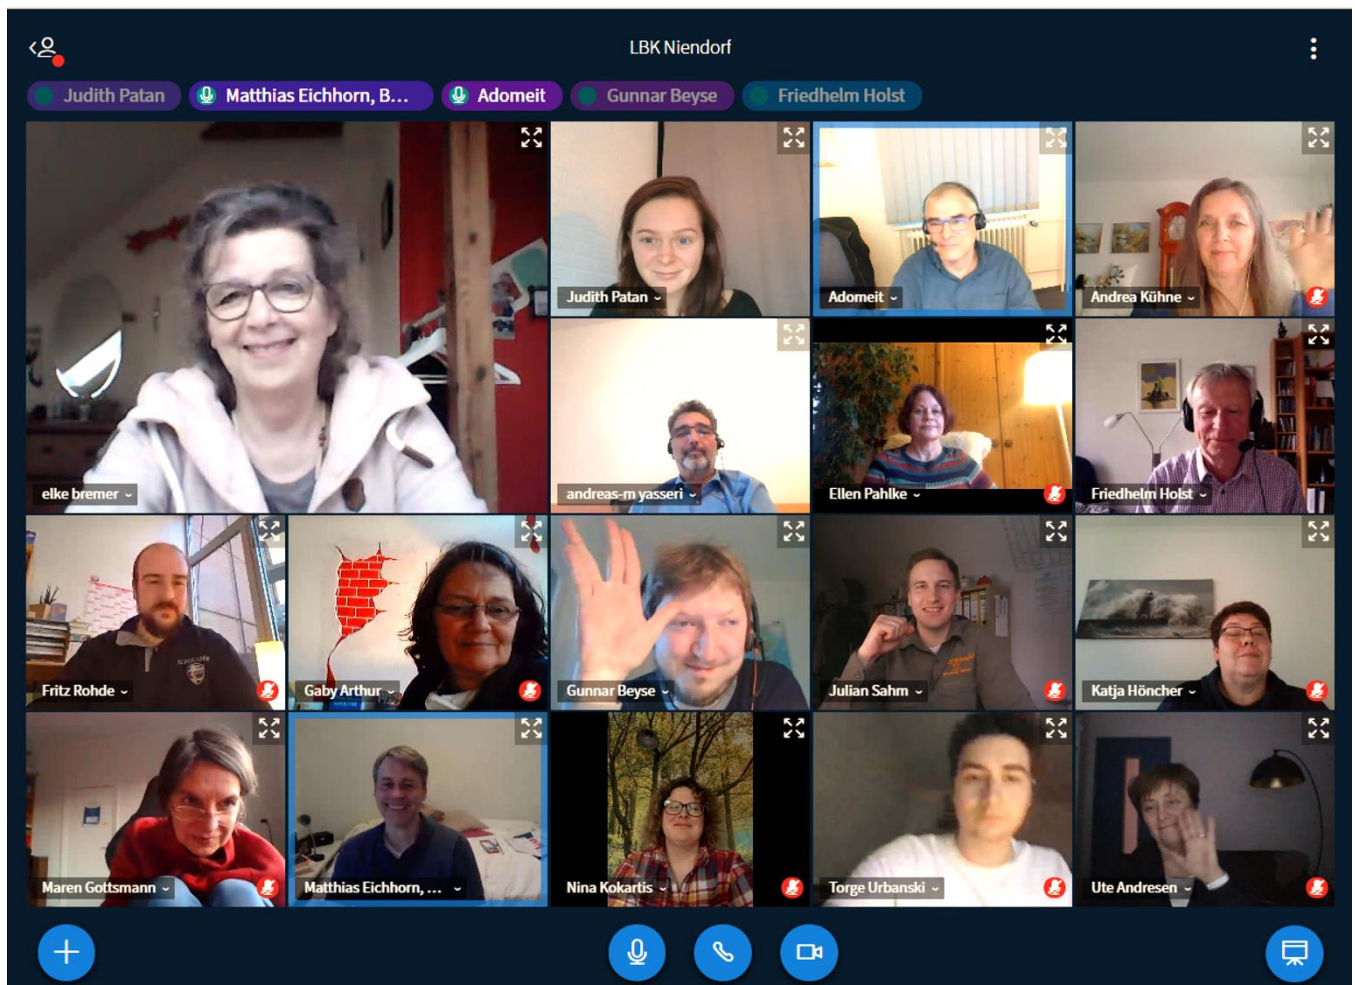 LBK Niendorf
Judith Patan
Matthias Eichhorn, B...
Adomeit
Gunnar Beyse
Friedhelm Holst
Judith Patan
Adomeit
Andrea Kühne
elke bremer
andreas-m yasseri
Ellen Pahlke
Friedhelm Holst
Fritz Rohde
Gaby Arthur
Gunnar Beyse
Julian Sahm
Katja Höncher
Maren Gottsmann
Matthias Eichhorn, ...
Nina Kokartis
Torge Urbanski
Ute Andresen